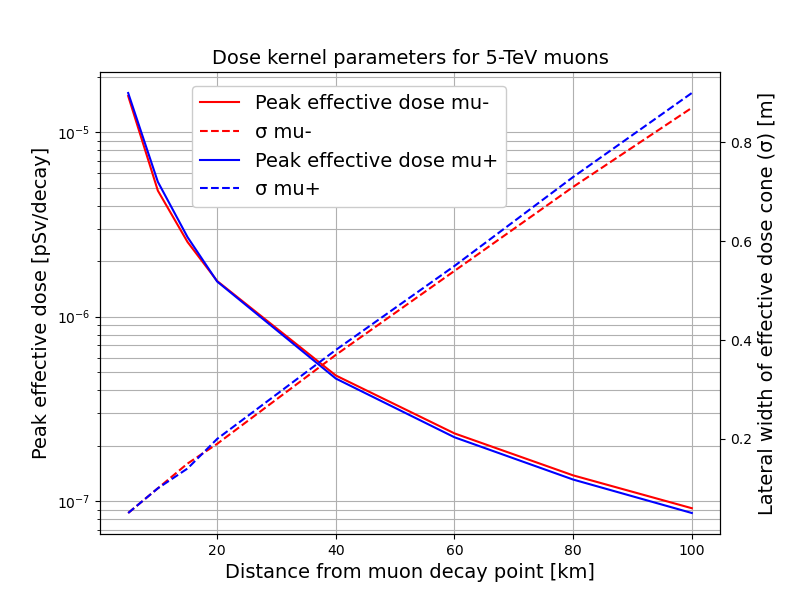 Dose kernel parameters for 5-TeV muons
Peak effective dose mu-
σ mu-
Peak effective dose mu+
σ mu+
Peak effective dose [pSv/decay]
10⁻⁵
10⁻⁶
10⁻⁷
0.8
0.6
0.4
0.2
Lateral width of effective dose cone (σ) [m]
20 40 60 80 100
Distance from muon decay point [km]